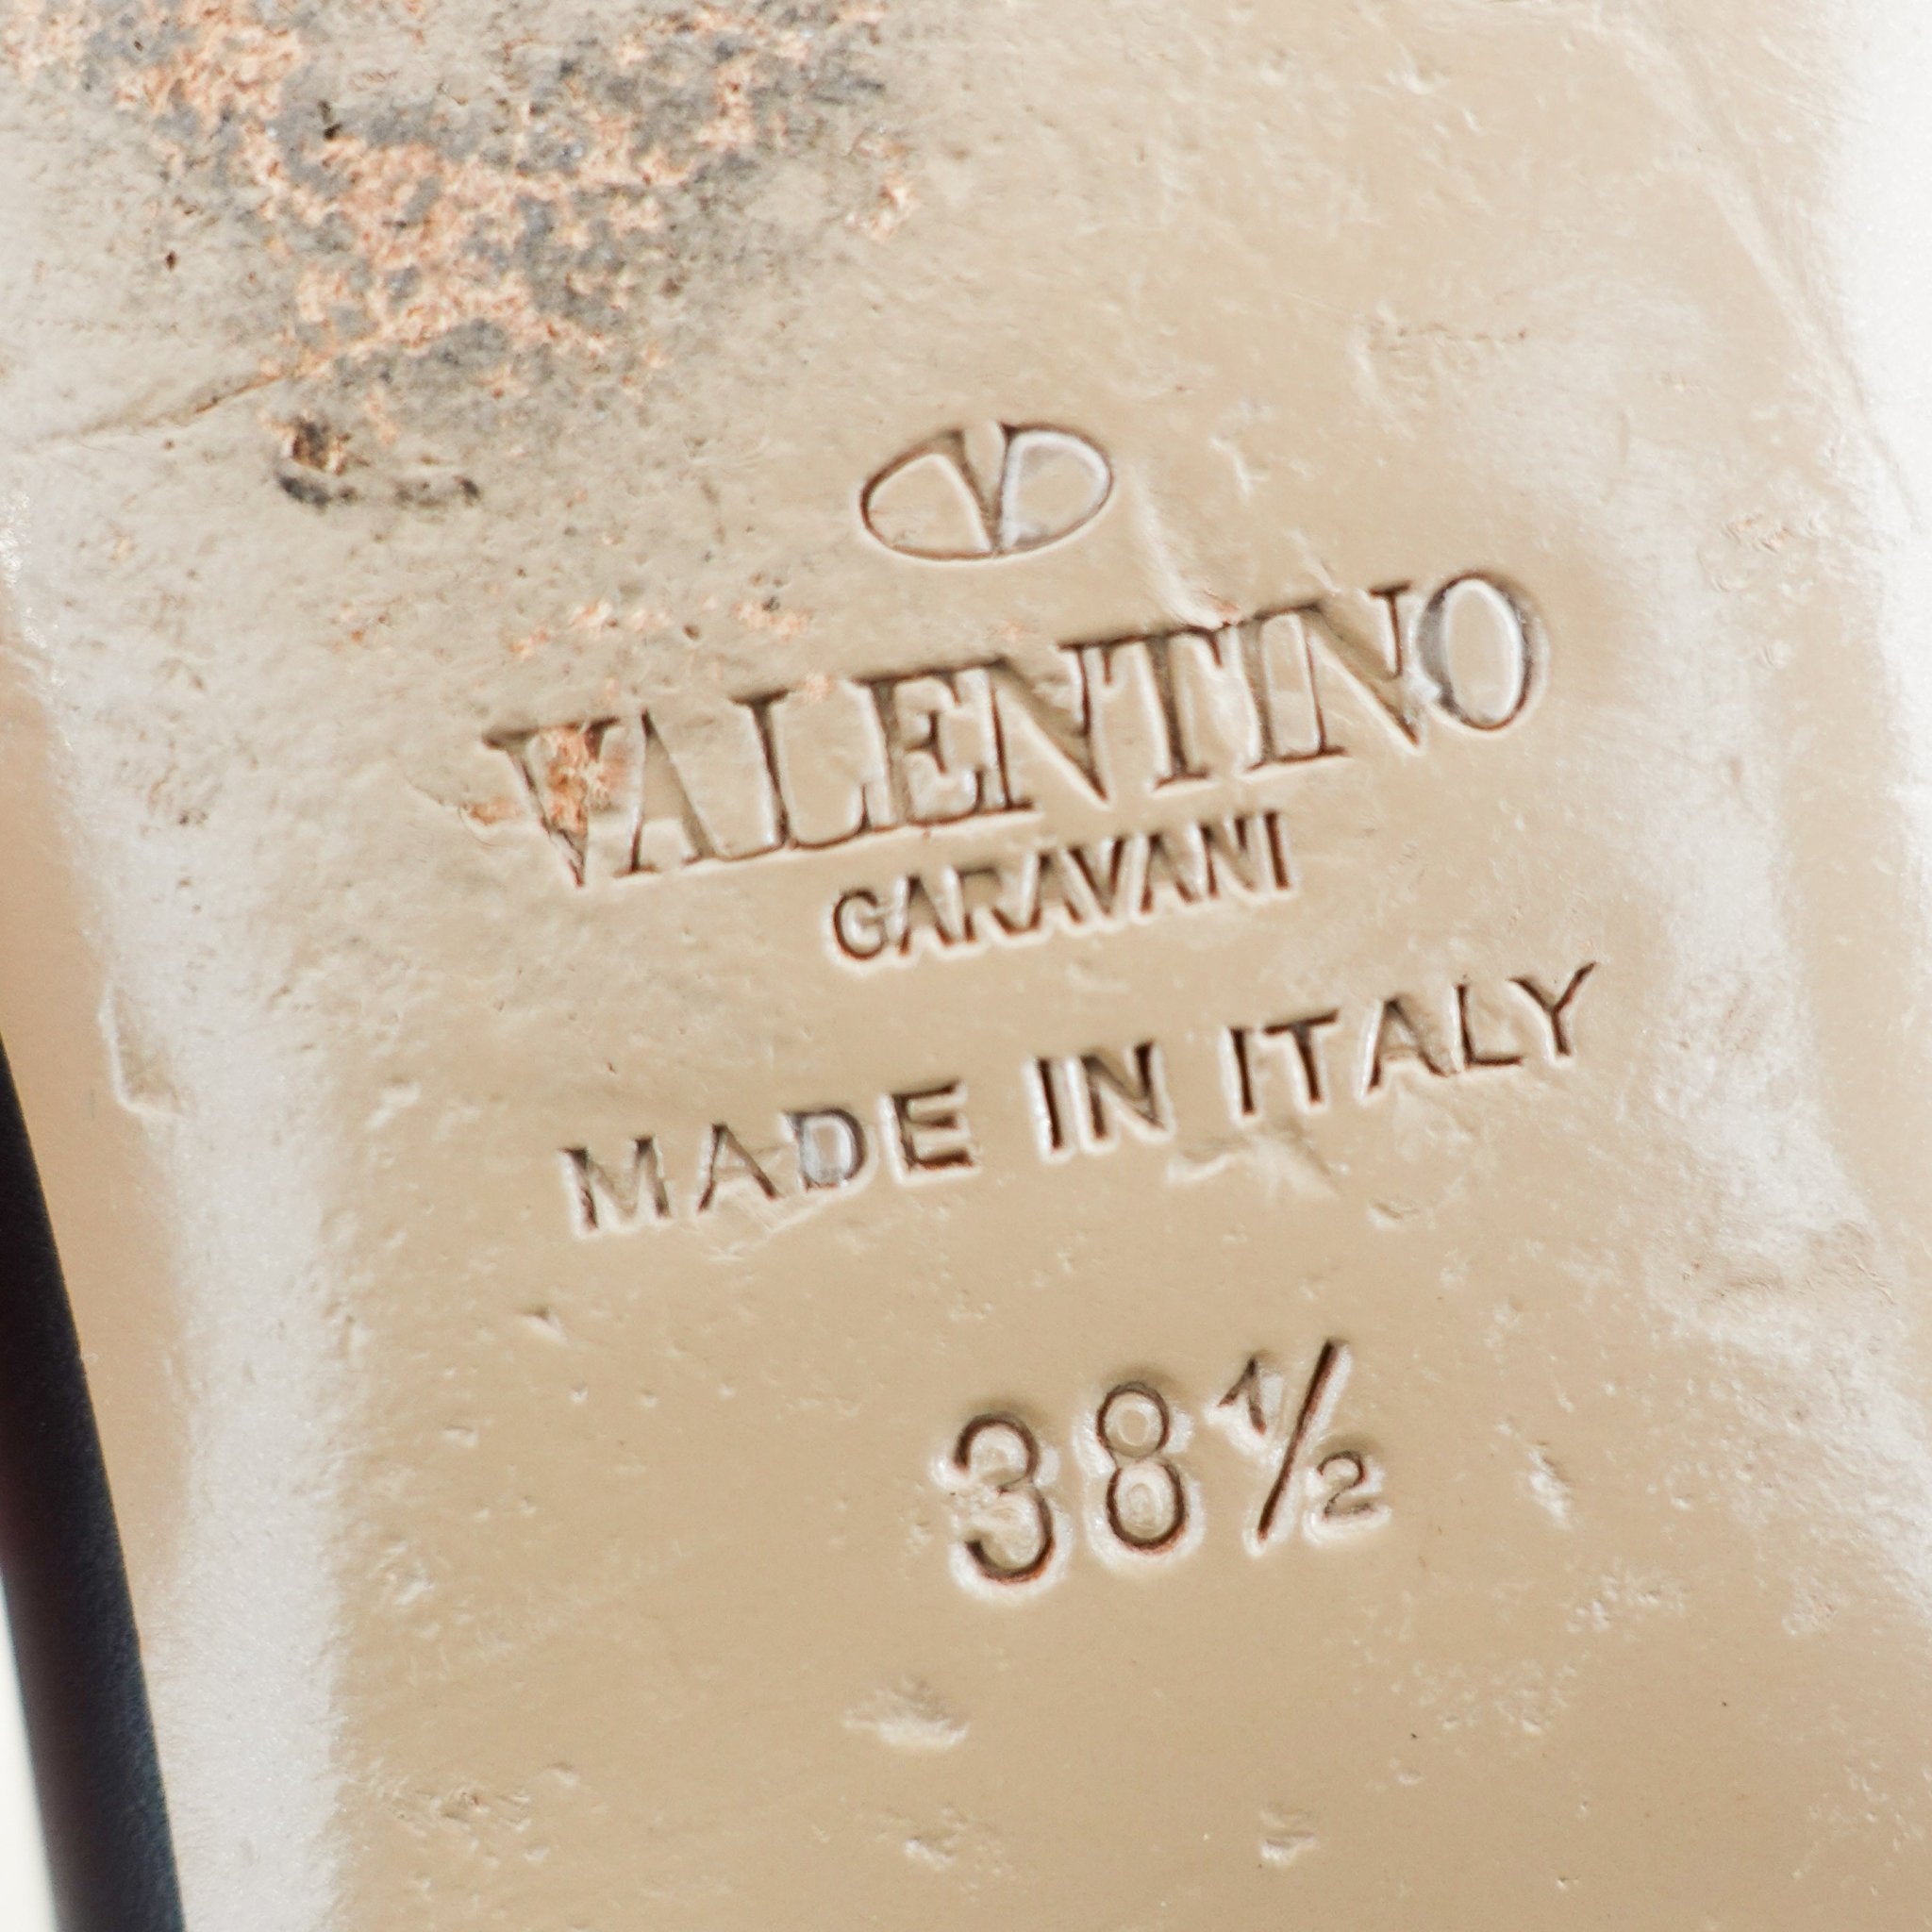 V
VALENTINO
GARAVANI
MADE IN ITALY
38½